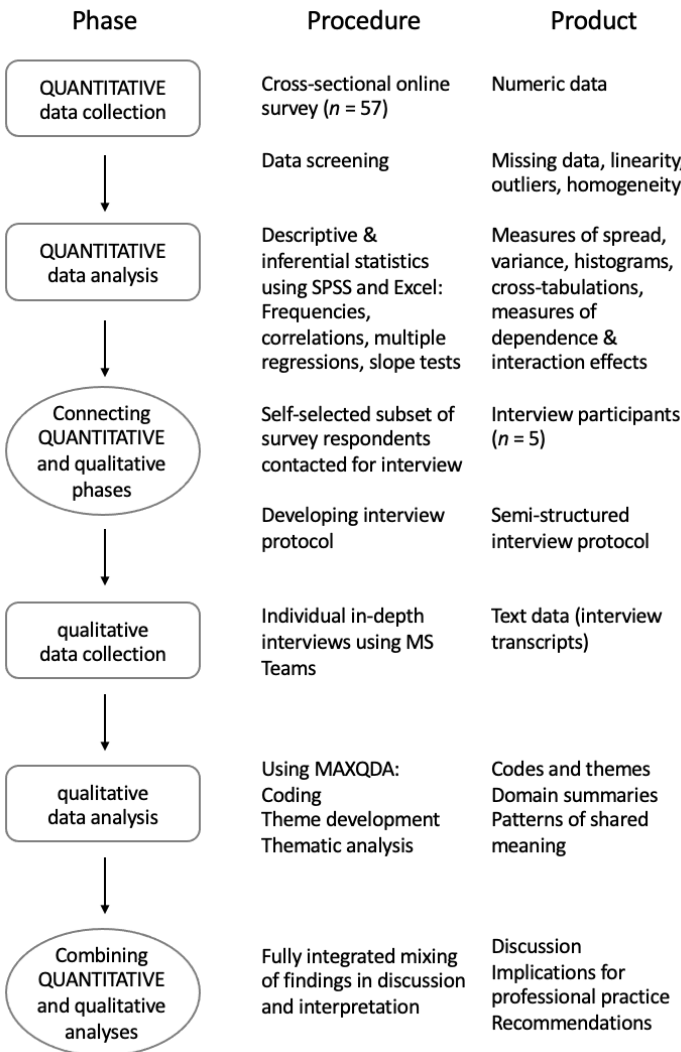 Phase Procedure Product
QUANTITATIVE
data collection
Cross-sectional online
survey (n = 57)
Numeric data
Data screening
Missing data, linearity,
outliers, homogeneity
QUANTITATIVE
data analysis
Descriptive &
inferential statistics
using SPSS and Excel:
Frequencies,
correlations, multiple
regressions, slope tests
Measures of spread,
variance, histograms,
cross-tabulations,
measures of
dependence &
interaction effects
Connecting
QUANTITATIVE
and qualitative
phases
Self-selected subset of
survey respondents
contacted for interview
Interview participants
(n = 5)
Developing interview
protocol
Semi-structured
interview protocol
qualitative
data collection
Individual in-depth
interviews using MS
Teams
Text data (interview
transcripts)
qualitative
data analysis
Using MAXQDA:
Coding
Theme development
Thematic analysis
Codes and themes
Domain summaries
Patterns of shared
meaning
Combining
QUANTITATIVE
and qualitative
analyses
Fully integrated mixing
of findings in discussion
and interpretation
Discussion
Implications for
professional practice
Recommendations